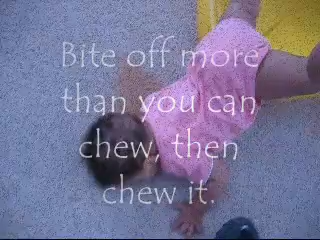 Bite off more
than you can
chew, then
chew it.